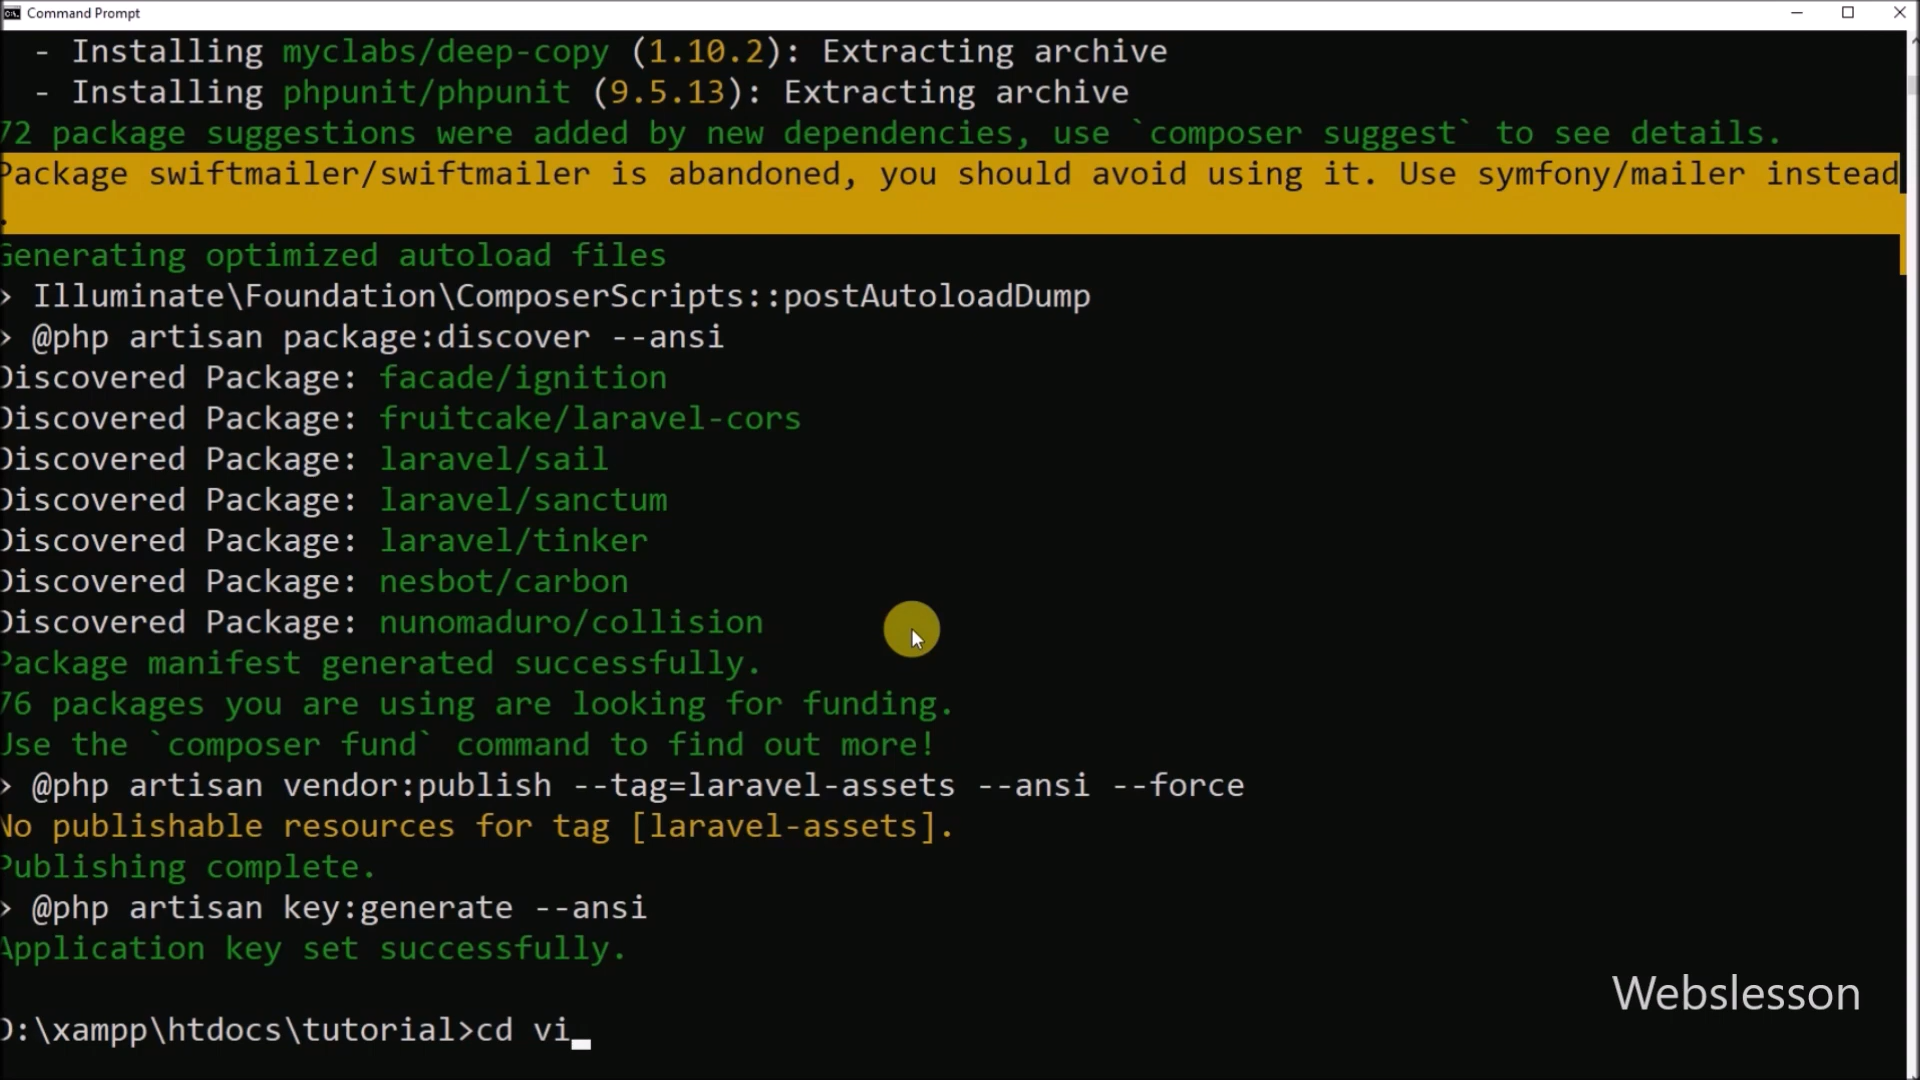 Command Prompt
- Installing myclabs/deep-copy (1.10.2): Extracting archive
- Installing phpunit/phpunit (9.5.13): Extracting archive
72 package suggestions were added by new dependencies, use `composer suggest` to see details.
Package swiftmailer/swiftmailer is abandoned, you should avoid using it. Use symfony/mailer instead
.
Generating optimized autoload files
> Illuminate\Foundation\ComposerScripts::postAutoloadDump
> @php artisan package:discover --ansi
Discovered Package: facade/ignition
Discovered Package: fruitcake/laravel-cors
Discovered Package: laravel/sail
Discovered Package: laravel/sanctum
Discovered Package: laravel/tinker
Discovered Package: nesbot/carbon
Discovered Package: nunomaduro/collision
Package manifest generated successfully.
76 packages you are using are looking for funding.
Use the `composer fund` command to find out more!
> @php artisan vendor:publish --tag=laravel-assets --ansi --force
No publishable resources for tag [laravel-assets].
Publishing complete.
> @php artisan key:generate --ansi
Application key set successfully.
Webslesson
D:\xampp\htdocs\tutorial>cd vi_